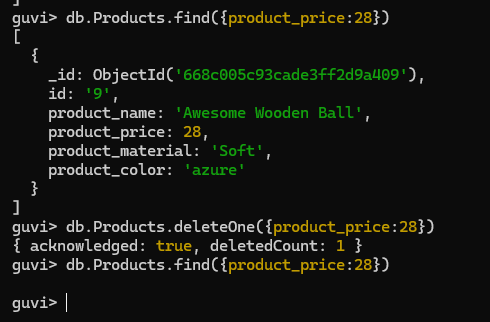 ]
guvi> db.Products.find({product_price:28})
[
  {
    _id: ObjectId('668c005c93cade3ff2d9a409'),
    id: '9',
    product_name: 'Awesome Wooden Ball',
    product_price: 28,
    product_material: 'Soft',
    product_color: 'azure'
  }
]
guvi> db.Products.deleteOne({product_price:28})
{ acknowledged: true, deletedCount: 1 }
guvi> db.Products.find({product_price:28})

guvi>